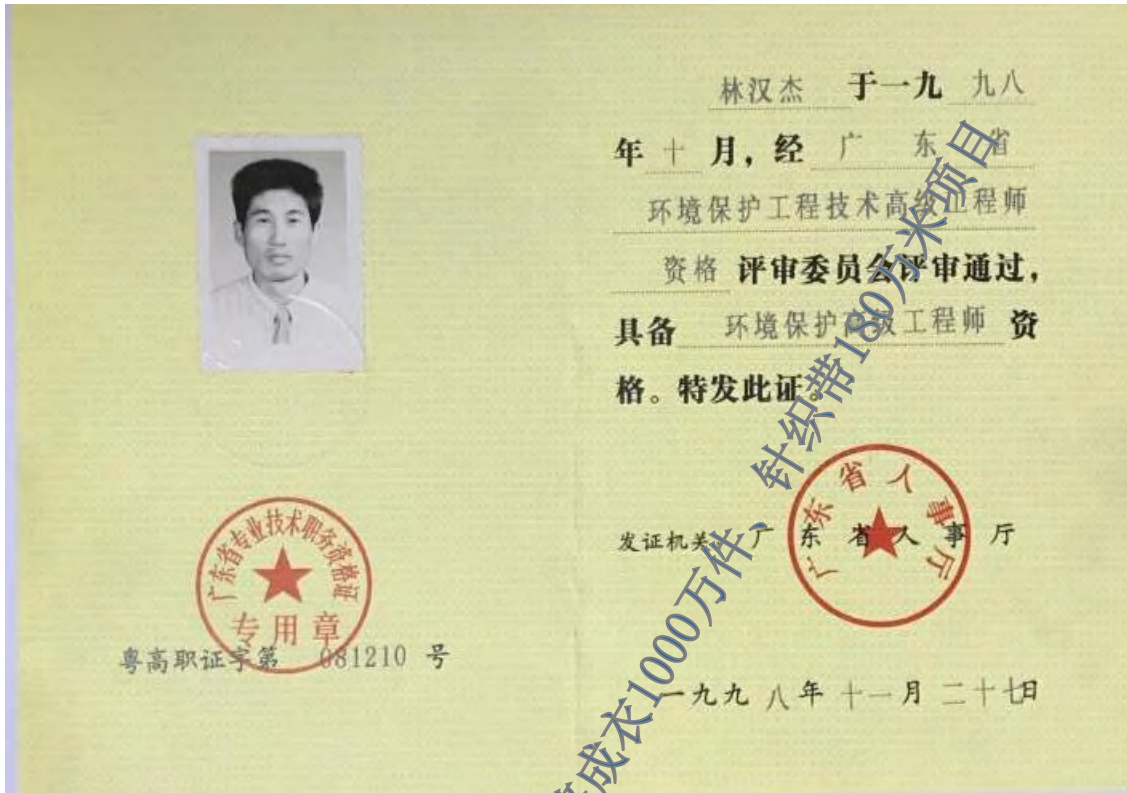 林汉杰 于一九 九八
年 十 月，经 广东省
环境保护工程技术高级工程师
资格 评审委员会评审通过，
具备 环境保护高级工程师 资
格。特发此证。
广东省人事厅
发证机关： 广东省人事厅
一九九八年十一月二十七日
广东省专业技术职务资格证
专用章
粤高职证字第 081210 号
成衣1000万件、针织带180万米项目